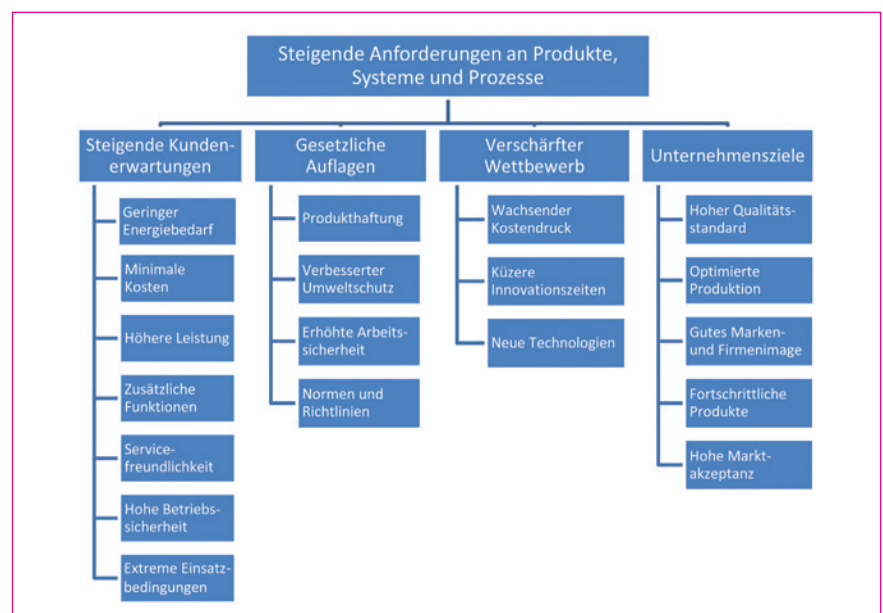 Steigende Anforderungen an Produkte,
Systeme und Prozesse
Steigende Kunden-
erwartungen
Geringer
Energiebedarf
Minimale
Kosten
Höhere Leistung
Zusätzliche
Funktionen
Service-
freundlichkeit
Hohe Betriebs-
sicherheit
Extreme Einsatz-
bedingungen
Gesetzliche
Auflagen
Produkthaftung
Verbesserter
Umweltschutz
Erhöhte Arbeits-
sicherheit
Normen und
Richtlinien
Verschärfter
Wettbewerb
Wachsender
Kostendruck
Küzere
Innovationszeiten
Neue Technologien
Unternehmensziele
Hoher Qualitäts-
standard
Optimierte
Produktion
Gutes Marken-
und Firmenimage
Fortschrittliche
Produkte
Hohe Markt-
akzeptanz